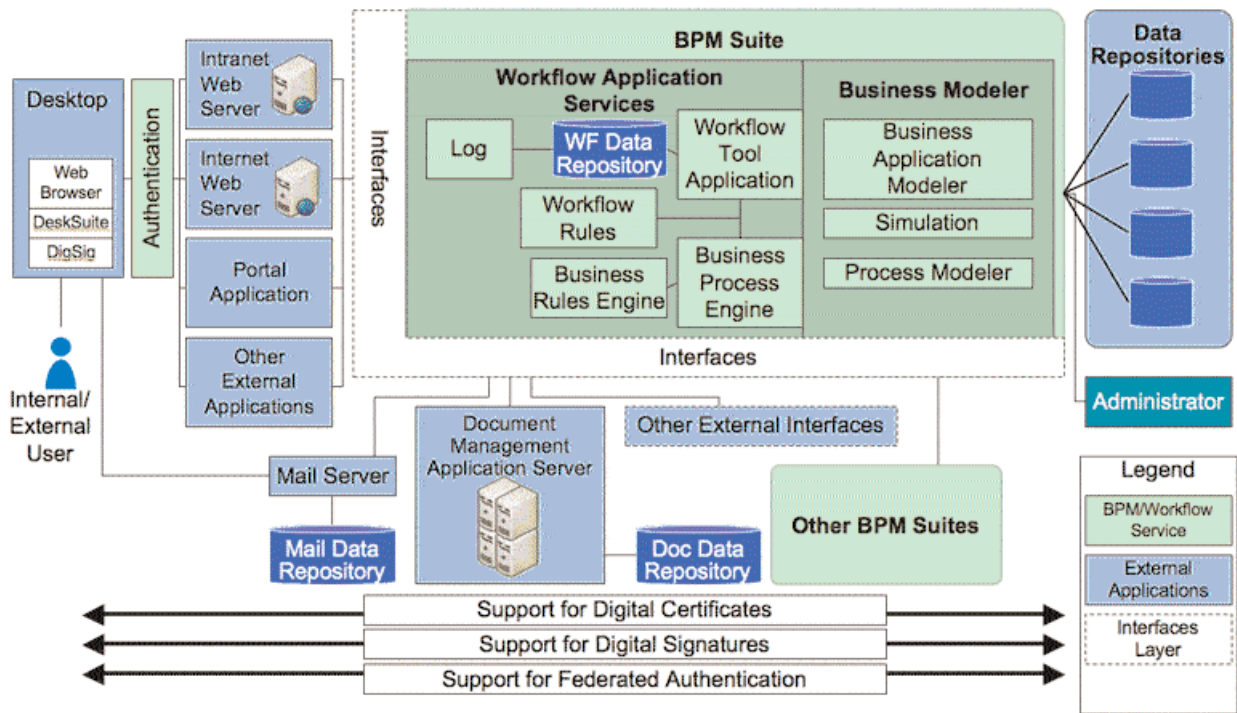 Desktop
Web
Browser
DeskSuite
DigSig
Internal/
External
User
Authentication
Intranet
Web
Server
Internet
Web
Server
Portal
Application
Other
External
Applications
Interfaces
BPM Suite
Workflow Application
Services
Log
WF Data
Repository
Workflow
Tool
Application
Workflow
Rules
Business
Rules Engine
Business
Process
Engine
Business Modeler
Business
Application
Modeler
Simulation
Process Modeler
Interfaces
Data
Repositories
Administrator
Mail Server
Mail Data
Repository
Document
Management
Application Server
Doc Data
Repository
Other External Interfaces
Other BPM Suites
Legend
BPM/Workflow
Service
External
Applications
Interfaces
Layer
Support for Digital Certificates
Support for Digital Signatures
Support for Federated Authentication